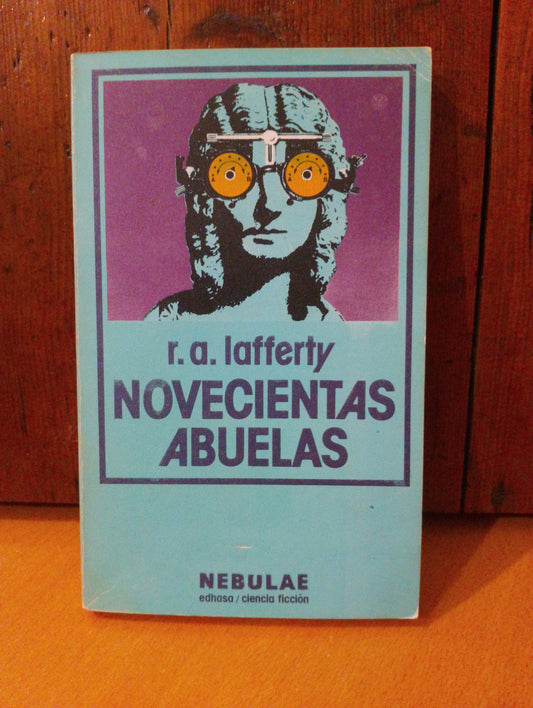 r.a. lafferty
NOVECIENTAS
ABUELAS
NEBULAE
edhasa / ciencia ficción